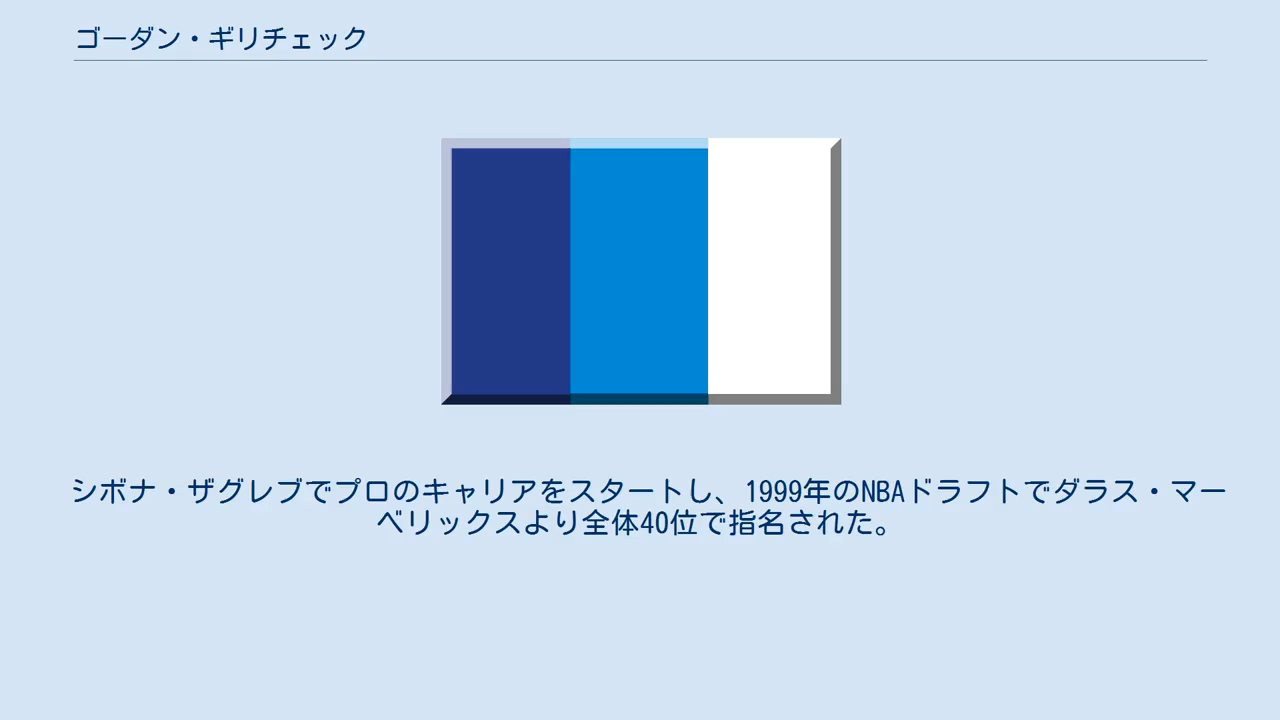 ゴーダン・ギリチェック
シボナ・ザグレブでプロのキャリアをスタートし、1999年のNBAドラフトでダラス・マー
ベリックスより全体40位で指名された。